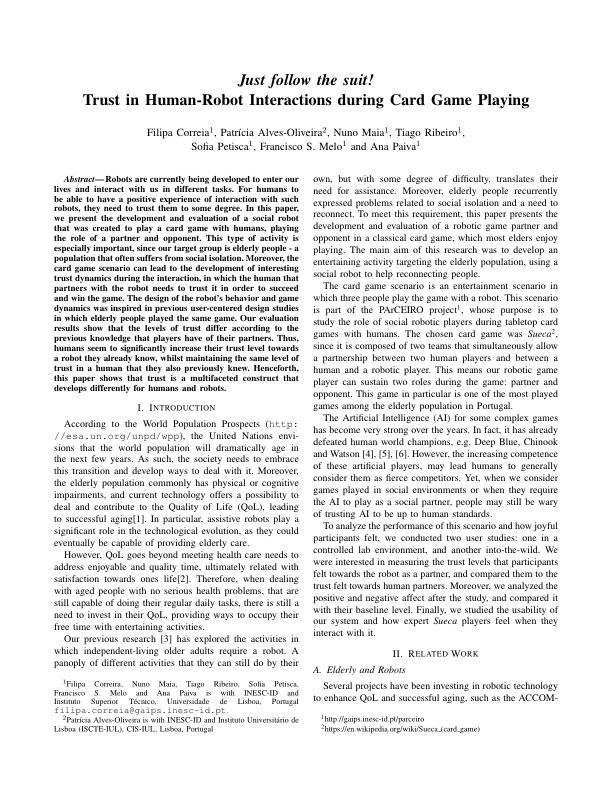 Just follow the suit!
Trust in Human-Robot Interactions during Card Game Playing
Filipa Correia1, Patrícia Alves-Oliveira2, Nuno Maia1, Tiago Ribeiro1,
Sofia Petisca1, Francisco S. Melo1 and Ana Paiva1
Abstract— Robots are currently being developed to enter our
lives and interact with us in different tasks. For humans to
be able to have a positive experience of interaction with such
robots, they need to trust them to some degree. In this paper,
we present the development and evaluation of a social robot
that was created to play a card game with humans, playing
the role of a partner and opponent. This type of activity is
especially important, since our target group is elderly people - a
population that often suffers from social isolation. Moreover, the
card game scenario can lead to the development of interesting
trust dynamics during the interaction, in which the human that
partners with the robot needs to trust it in order to succeed
and win the game. The design of the robot's behavior and game
dynamics was inspired in previous user-centered design studies
in which elderly people played the same game. Our evaluation
results show that the levels of trust differ according to the
previous knowledge that players have of their partners. Thus,
humans seem to significantly increase their trust level towards
a robot they already know, whilst maintaining the same level of
trust in a human that they also previously knew. Henceforth,
this paper shows that trust is a multifaceted construct that
develops differently for humans and robots.
I. INTRODUCTION
According to the World Population Prospects (http:
//esa.un.org/unpd/wpp), the United Nations envi-
sions that the world population will dramatically age in
the next few years. As such, the society needs to embrace
this transition and develop ways to deal with it. Moreover,
the elderly population commonly has physical or cognitive
impairments, and current technology offers a possibility to
deal and contribute to the Quality of Life (QoL), leading
to successful aging[1]. In particular, assistive robots play a
significant role in the technological evolution, as they could
eventually be capable of providing elderly care.
However, QoL goes beyond meeting health care needs to
address enjoyable and quality time, ultimately related with
satisfaction towards ones life[2]. Therefore, when dealing
with aged people with no serious health problems, that are
still capable of doing their regular daily tasks, there is still a
need to invest in their QoL, providing ways to occupy their
free time with entertaining activities.
Our previous research [3] has explored the activities in
which independent-living older adults require a robot. A
panoply of different activities that they can still do by their
1Filipa Correia, Nuno Maia, Tiago Ribeiro, Sofia Petisca,
Francisco S. Melo and Ana Paiva is with INESC-ID and
Instituto Superior Técnico, Universidade de Lisboa, Portugal
filipa.correia@gaips.inesc-id.pt.
2Patrícia Alves-Oliveira is with INESC-ID and Instituto Universitário de
Lisboa (ISCTE-IUL), CIS-IUL, Lisboa, Portugal
own, but with some degree of difficulty, translates their
need for assistance. Moreover, elderly people recurrently
expressed problems related to social isolation and a need to
reconnect. To meet this requirement, this paper presents the
development and evaluation of a robotic game partner and
opponent in a classical card game, which most elders enjoy
playing. The main aim of this research was to develop an
entertaining activity targeting the elderly population, using a
social robot to help reconnecting people.
The card game scenario is an entertainment scenario in
which three people play the game with a robot. This scenario
is part of the PArCEIRO project1, whose purpose is to
study the role of social robotic players during tabletop card
games with humans. The chosen card game was Sueca2,
since it is composed of two teams that simultaneously allow
a partnership between two human players and between a
human and a robotic player. This means our robotic game
player can sustain two roles during the game: partner and
opponent. This game in particular is one of the most played
games among the elderly population in Portugal.
The Artificial Intelligence (AI) for some complex games
has become very strong over the years. In fact, it has already
defeated human world champions, e.g. Deep Blue, Chinook
and Watson [4], [5], [6]. However, the increasing competence
of these artificial players, may lead humans to generally
consider them as fierce competitors. Yet, when we consider
games played in social environments or when they require
the AI to play as a social partner, people may still be wary
of trusting AI to be up to human standards.
To analyze the performance of this scenario and how joyful
participants felt, we conducted two user studies: one in a
controlled lab environment, and another into-the-wild. We
were interested in measuring the trust levels that participants
felt towards the robot as a partner, and compared them to the
trust felt towards human partners. Moreover, we analyzed the
positive and negative affect after the study, and compared it
with their baseline level. Finally, we studied the usability of
our system and how expert Sueca players feel when they
interact with it.
II. RELATED WORK
A. Elderly and Robots
Several projects have been investing in robotic technology
to enhance QoL and successful aging, such as the ACCOM-
1http://gaips.inesc-id.pt/parceiro
2https://en.wikipedia.org/wiki/Sueca_(card_game)